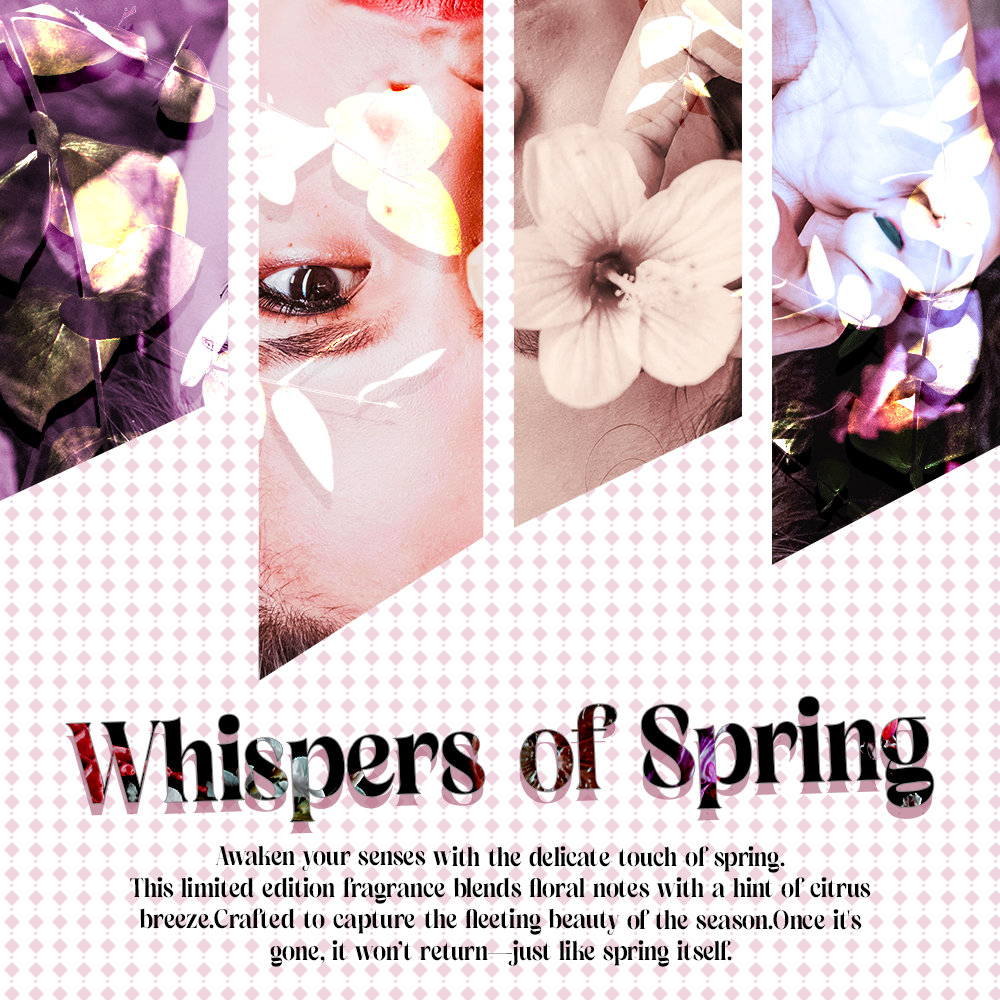 Whispers of Spring
Awaken your senses with the delicate touch of spring.
This limited edition fragrance blends floral notes with a hint of citrus
breeze.Crafted to capture the fleeting beauty of the season.Once it's
gone, it won’t return—just like spring itself.